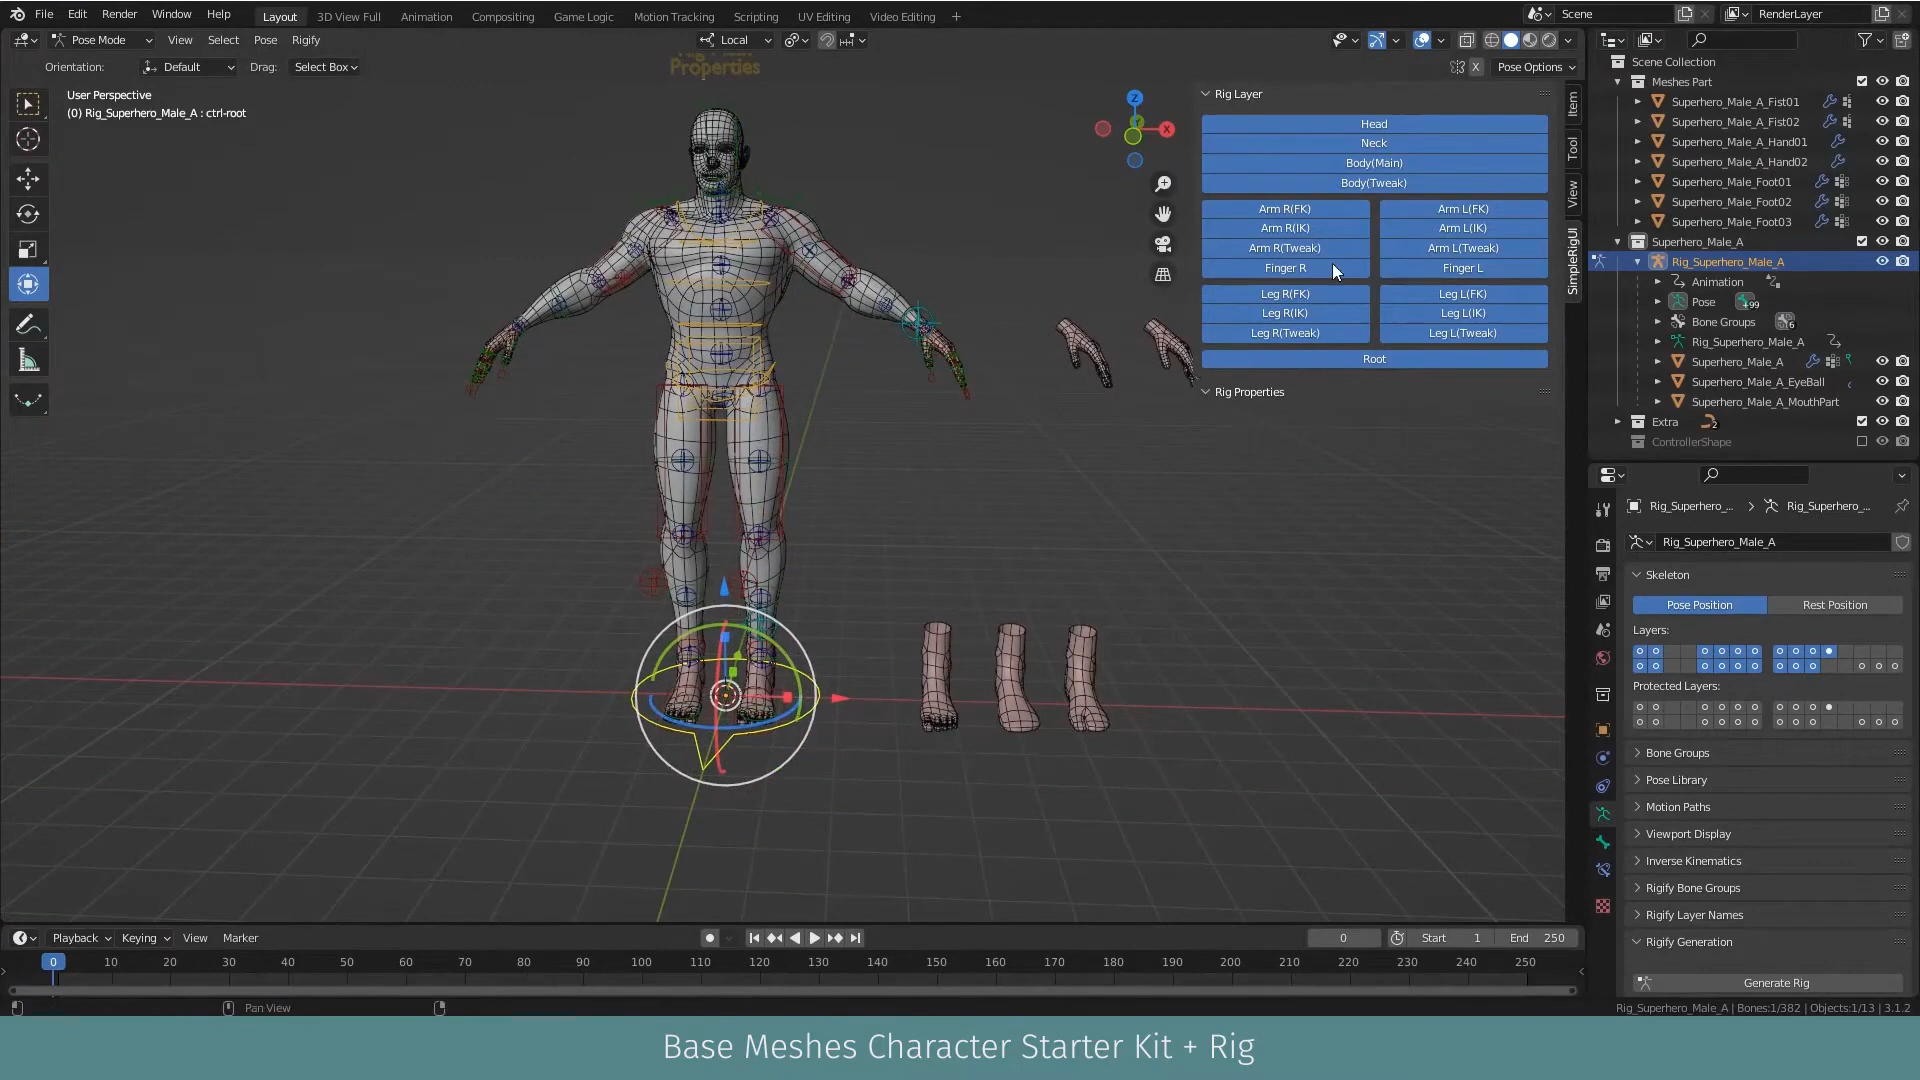 File Edit Render Window Help Layout 3D View Full Animation Compositing Game Logic Motion Tracking Scripting UV Editing Video Editing + Scene RenderLayer
Pose Mode View Select Pose Rigify Local
Orientation: Default Drag: Select Box X Pose Options
Properties
User Perspective
(0) Rig_Superhero_Male_A : ctrl-root
Z
X
Rig Layer
Head
Neck
Body(Main)
Body(Tweak)
Arm R(FK) Arm L(FK)
Arm R(IK) Arm L(IK)
Arm R(Tweak) Arm L(Tweak)
Finger R Finger L
Leg R(FK) Leg L(FK)
Leg R(IK) Leg L(IK)
Leg R(Tweak) Leg L(Tweak)
Root
Rig Properties
Item
Tool
View
SimpleRigUI
Scene Collection
Meshes Part
Superhero_Male_A_Fist01
Superhero_Male_A_Fist02
Superhero_Male_A_Hand01
Superhero_Male_A_Hand02
Superhero_Male_Foot01
Superhero_Male_Foot02
Superhero_Male_Foot03
Superhero_Male_A
Rig_Superhero_Male_A
Animation
Pose +99
Bone Groups 6
Rig_Superhero_Male_A
Superhero_Male_A
Superhero_Male_A_EyeBall
Superhero_Male_A_MouthPart
Extra 2
ControllerShape
Rig_Superhero_... Rig_Superhero_...
Rig_Superhero_Male_A
Skeleton
Pose Position Rest Position
Layers:
Protected Layers:
Bone Groups
Pose Library
Motion Paths
Viewport Display
Inverse Kinematics
Rigify Bone Groups
Rigify Layer Names
Rigify Generation
Generate Rig
Playback Keying View Marker 0 Start 1 End 250
0 10 20 30 40 50 60 70 80 90 100 110 120 130 140 150 160 170 180 190 200 210 220 230 240 250
Pan View
Rig_Superhero_Male_A | Bones:1/382 | Objects:1/13 | 3.1.2
Base Meshes Character Starter Kit + Rig